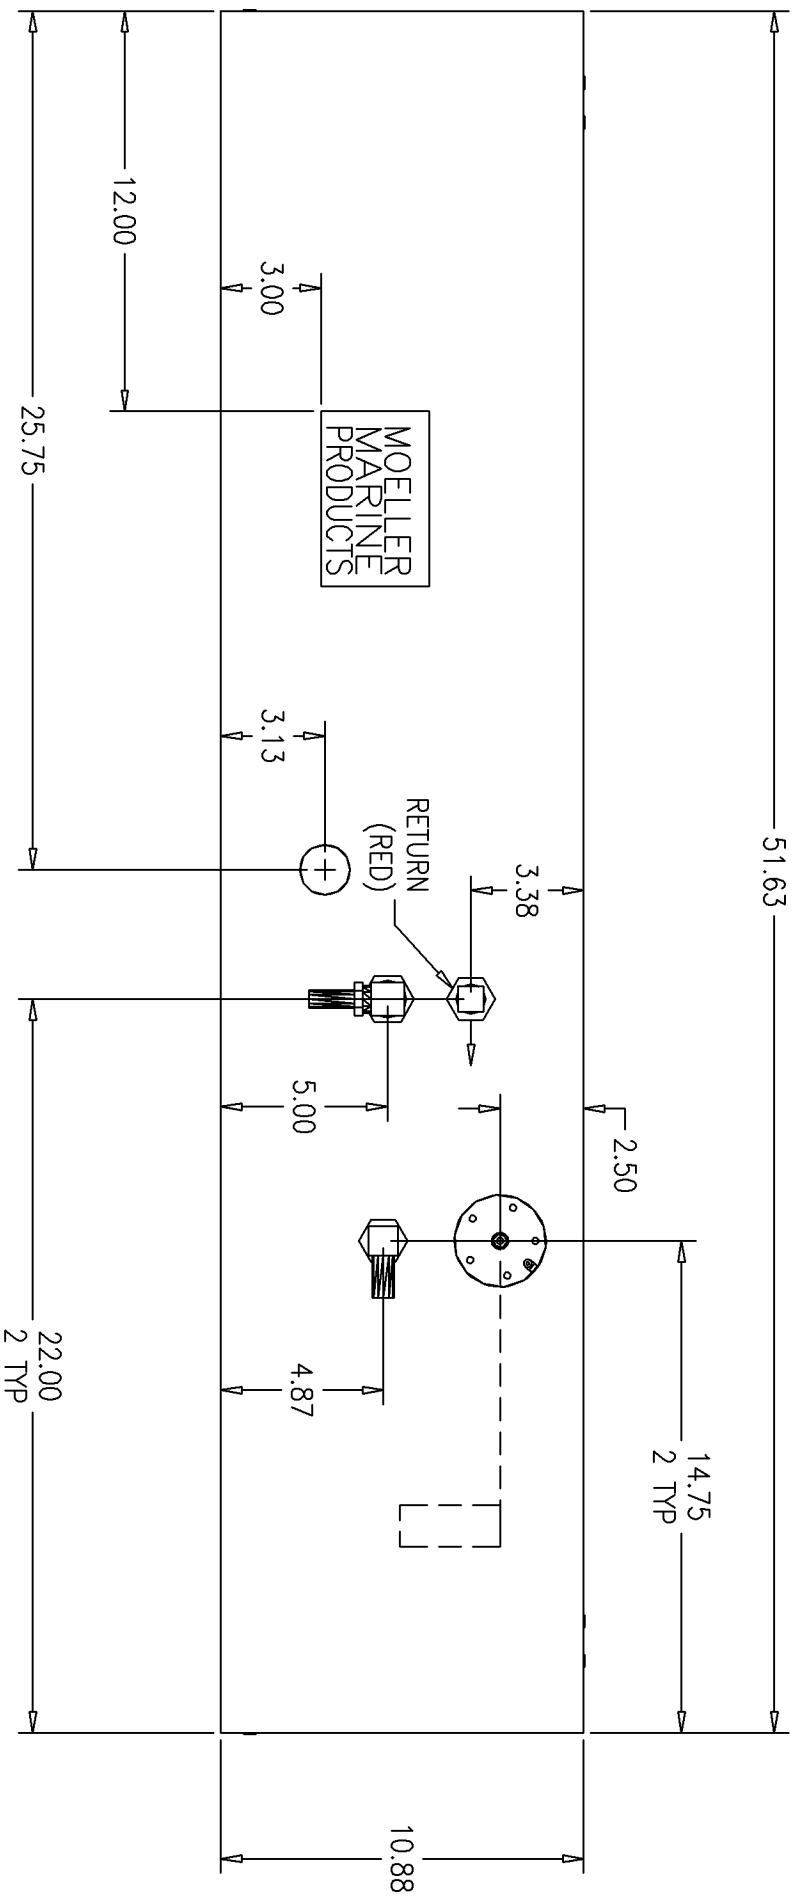 51.63
14.75
2 TYP
2.50
3.38
10.88
RETURN
(RED)
MOELLER
MARINE
PRODUCTS
5.00
4.87
3.00
3.13
12.00
22.00
2 TYP
25.75